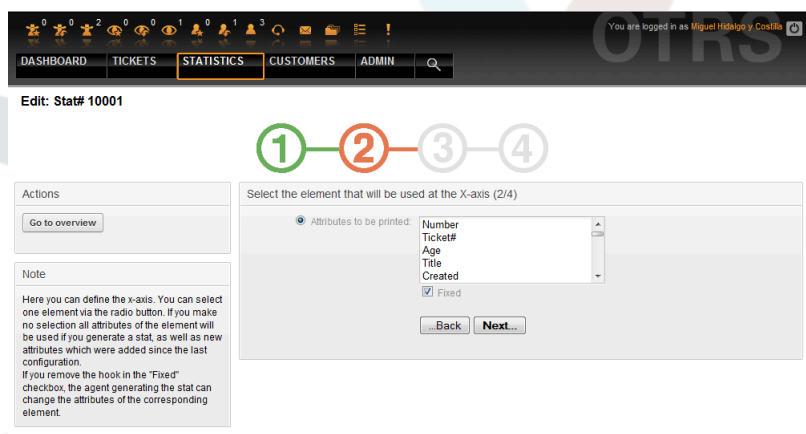 0 0 2 0 0 1 0 1 3
You are logged in as Miguel Hidalgo y Costilla
OTRS
DASHBOARD TICKETS STATISTICS CUSTOMERS ADMIN
Edit: Stat# 10001
1 2 3 4
Actions
Go to overview
Note
Here you can define the x-axis. You can select
one element via the radio button. If you make
no selection all attributes of the element will
be used if you generate a stat, as well as new
attributes which were added since the last
configuration.
If you remove the hook in the "Fixed"
checkbox, the agent generating the stat can
change the attributes of the corresponding
element.
Select the element that will be used at the X-axis (2/4)
Attributes to be printed:
Number
Ticket#
Age
Title
Created
Fixed
...Back Next...